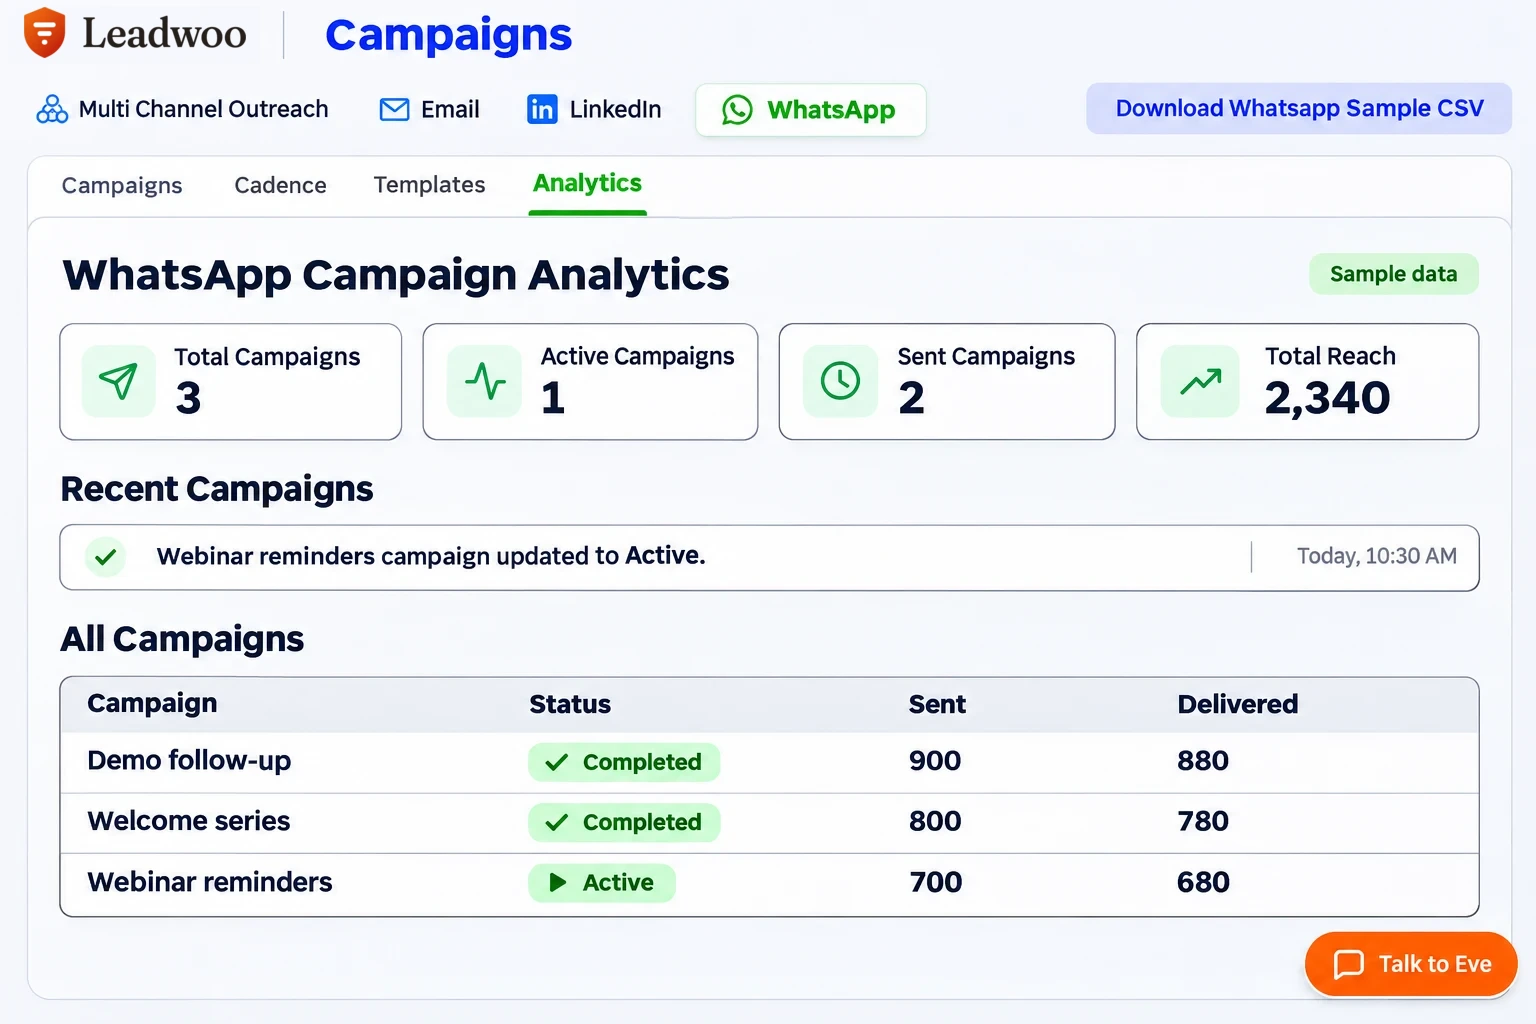 Leadwoo
Campaigns
Multi Channel Outreach
Email
LinkedIn
WhatsApp
Download Whatsapp Sample CSV
Campaigns
Cadence
Templates
Analytics
WhatsApp Campaign Analytics
Sample data
Total Campaigns
3
Active Campaigns
1
Sent Campaigns
2
Total Reach
2,340
Recent Campaigns
Webinar reminders campaign updated to Active.
Today, 10:30 AM
All Campaigns
Campaign Status Sent Delivered
Demo follow-up Completed 900 880
Welcome series Completed 800 780
Webinar reminders Active 700 680
Talk to Eve